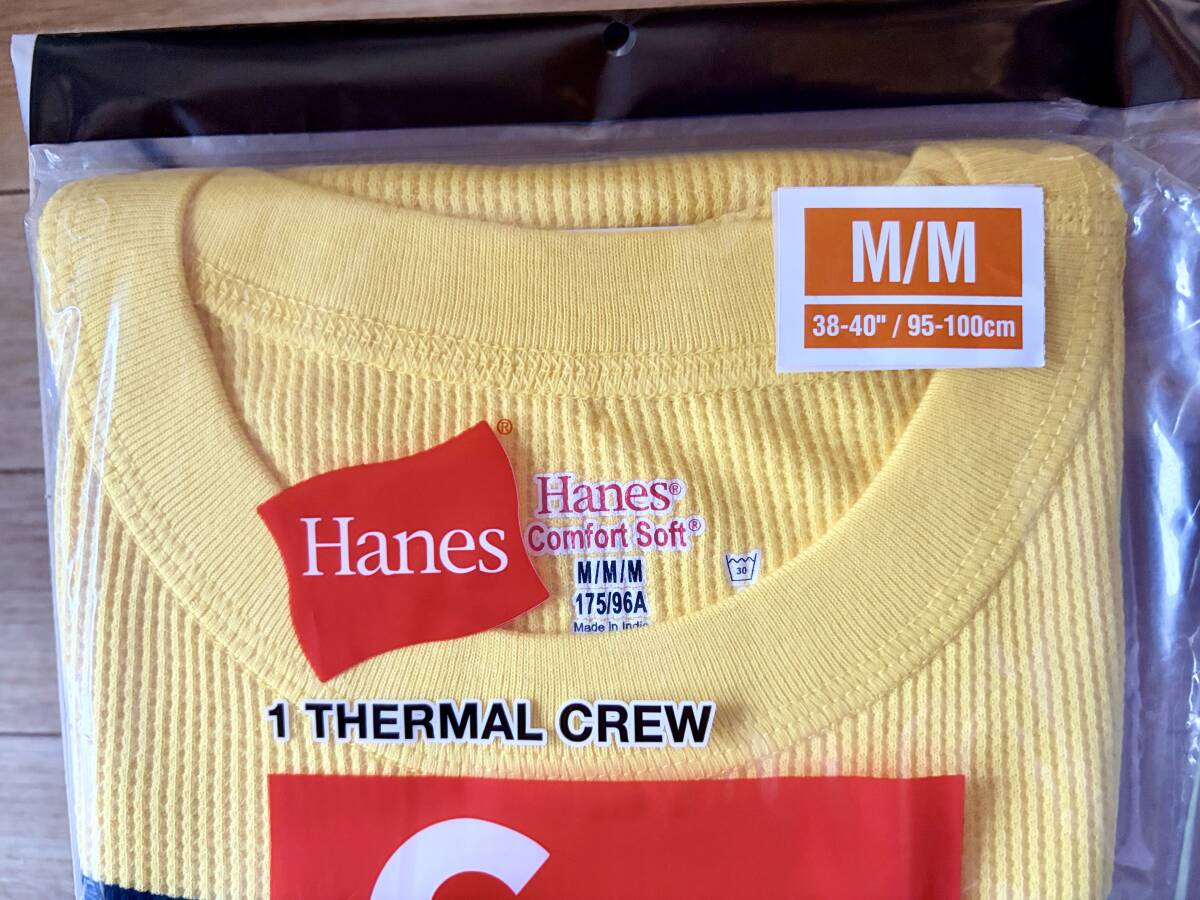 M/M
38-40" / 95-100cm
Hanes®
Hanes®
Comfort Soft®
M/M/M
175/96A
30
Made in India
1 THERMAL CREW